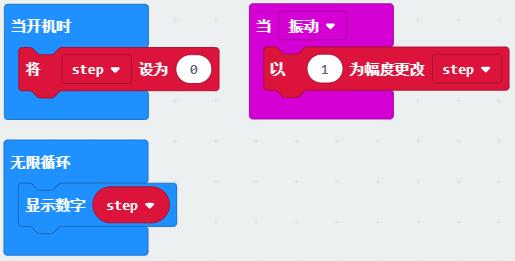 当开机时
将 step 设为 0
当 振动
以 1 为幅度更改 step
无限循环
显示数字 step